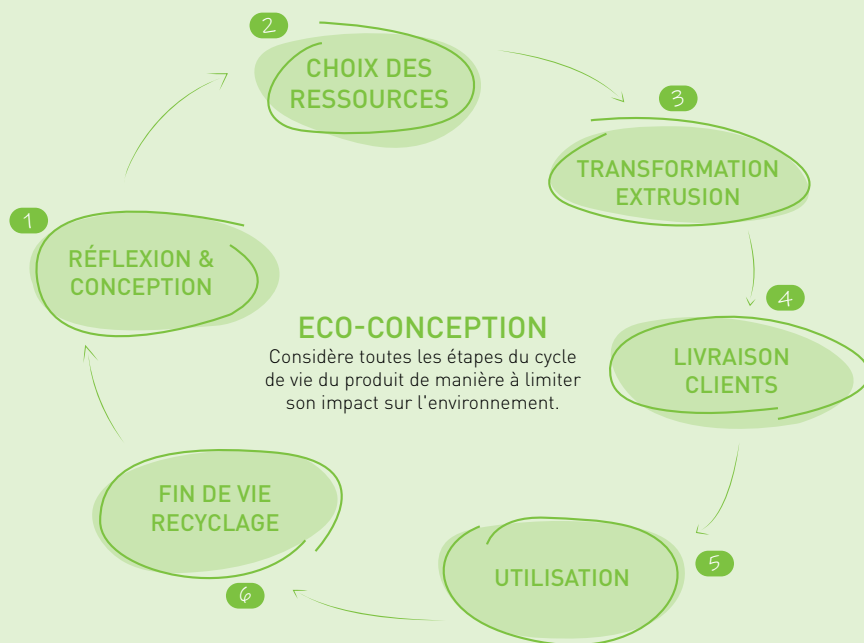 1
RÉFLEXION &
CONCEPTION
2
CHOIX DES
RESSOURCES
3
TRANSFORMATION
EXTRUSION
4
LIVRAISON
CLIENTS
5
UTILISATION
6
FIN DE VIE
RECYCLAGE
ECO-CONCEPTION
Considère toutes les étapes du cycle
de vie du produit de manière à limiter
son impact sur l'environnement.